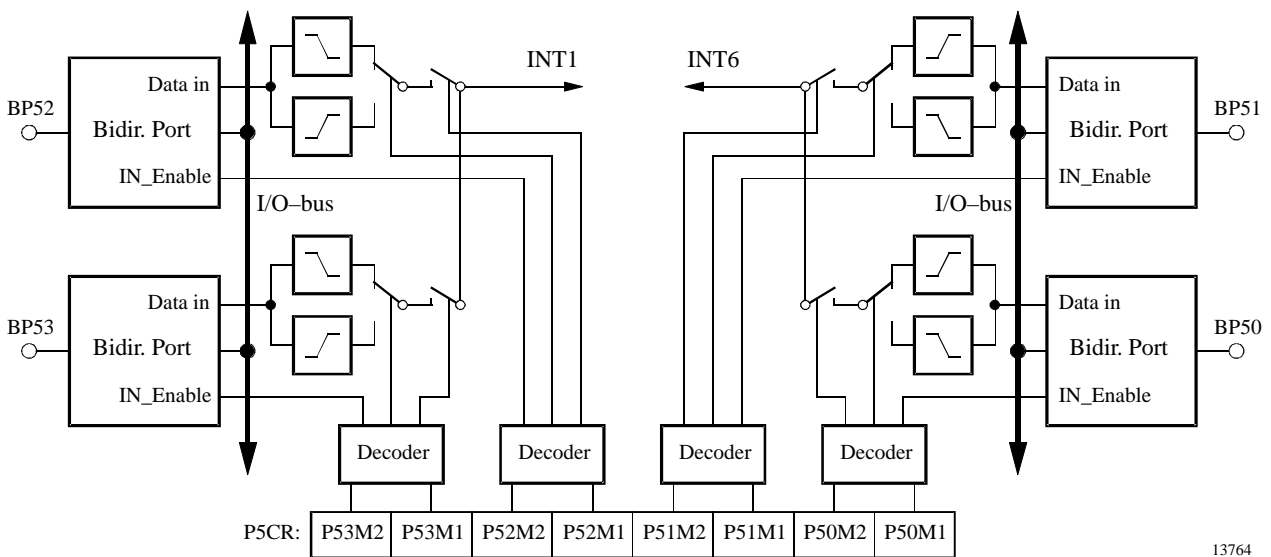 INT1
INT6
Data in
Data in
BP52
BP51
Bidir. Port
Bidir. Port
IN_Enable
IN_Enable
I/O–bus
I/O–bus
Data in
Data in
BP53
BP50
Bidir. Port
Bidir. Port
IN_Enable
IN_Enable
Decoder
Decoder
Decoder
Decoder
P5CR: P53M2 P53M1 P52M2 P52M1 P51M2 P51M1 P50M2 P50M1
13764